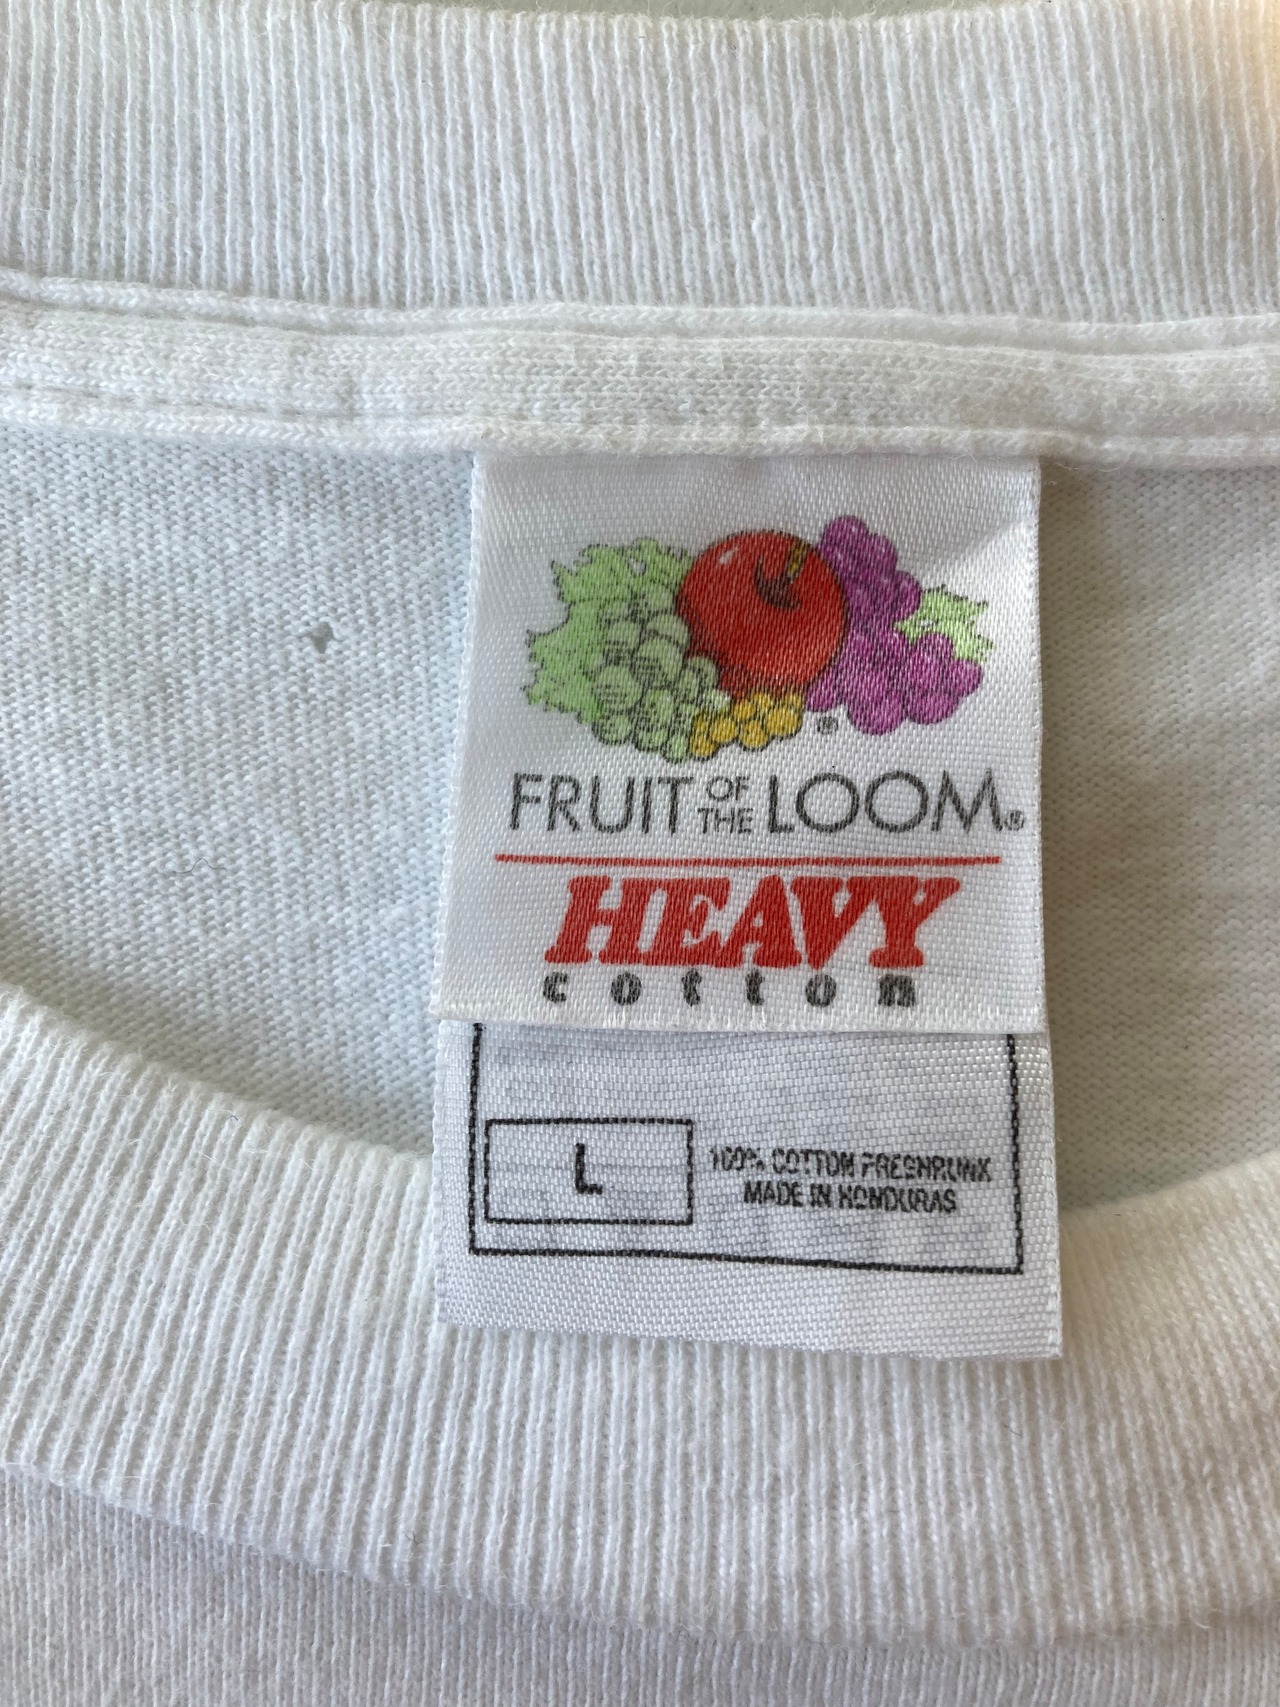 ®
FRUIT OF THE LOOM®
HEAVY
cotton
L
100% COTTON PRESHRUNK
MADE IN HONDURAS